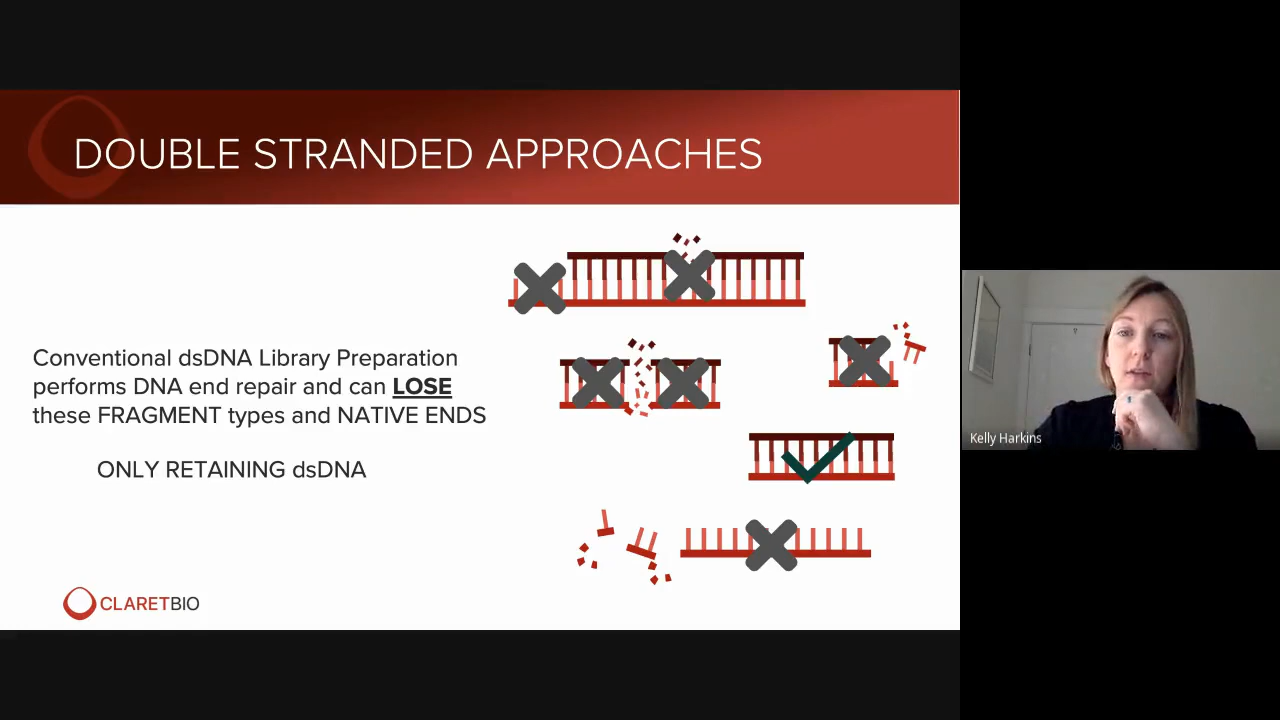 DOUBLE STRANDED APPROACHES
Conventional dsDNA Library Preparation
performs DNA end repair and can LOSE
these FRAGMENT types and NATIVE ENDS
ONLY RETAINING dsDNA
CLARETBIO
Kelly Harkins